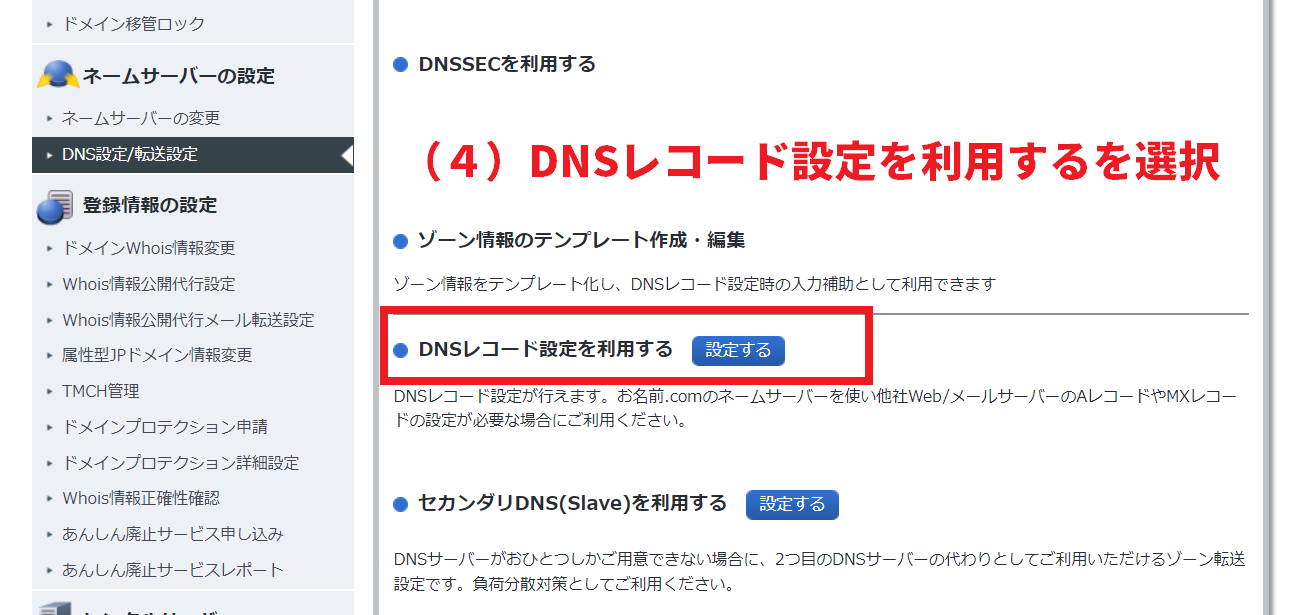 ドメイン移管ロック
ネームサーバーの設定
ネームサーバーの変更
DNS設定/転送設定
登録情報の設定
ドメインWhois情報変更
Whois情報公開代行設定
Whois情報公開代行メール転送設定
属性型JPドメイン情報変更
TMCH管理
ドメインプロテクション申請
ドメインプロテクション詳細設定
Whois情報正確性確認
あんしん廃止サービス申し込み
あんしん廃止サービスレポート
DNSSECを利用する
（4）DNSレコード設定を利用するを選択
ゾーン情報のテンプレート作成・編集
ゾーン情報をテンプレート化し、DNSレコード設定時の入力補助として利用できます
DNSレコード設定を利用する 設定する
DNSレコード設定が行えます。お名前.comのネームサーバーを使い他社Web/メールサーバーのAレコードやMXレコー
ドの設定が必要な場合にご利用ください。
セカンダリDNS(Slave)を利用する 設定する
DNSサーバーがおひとつしかご用意できない場合に、2つ目のDNSサーバーの代わりとしてご利用いただけるゾーン転送
設定です。負荷分散対策としてご利用ください。